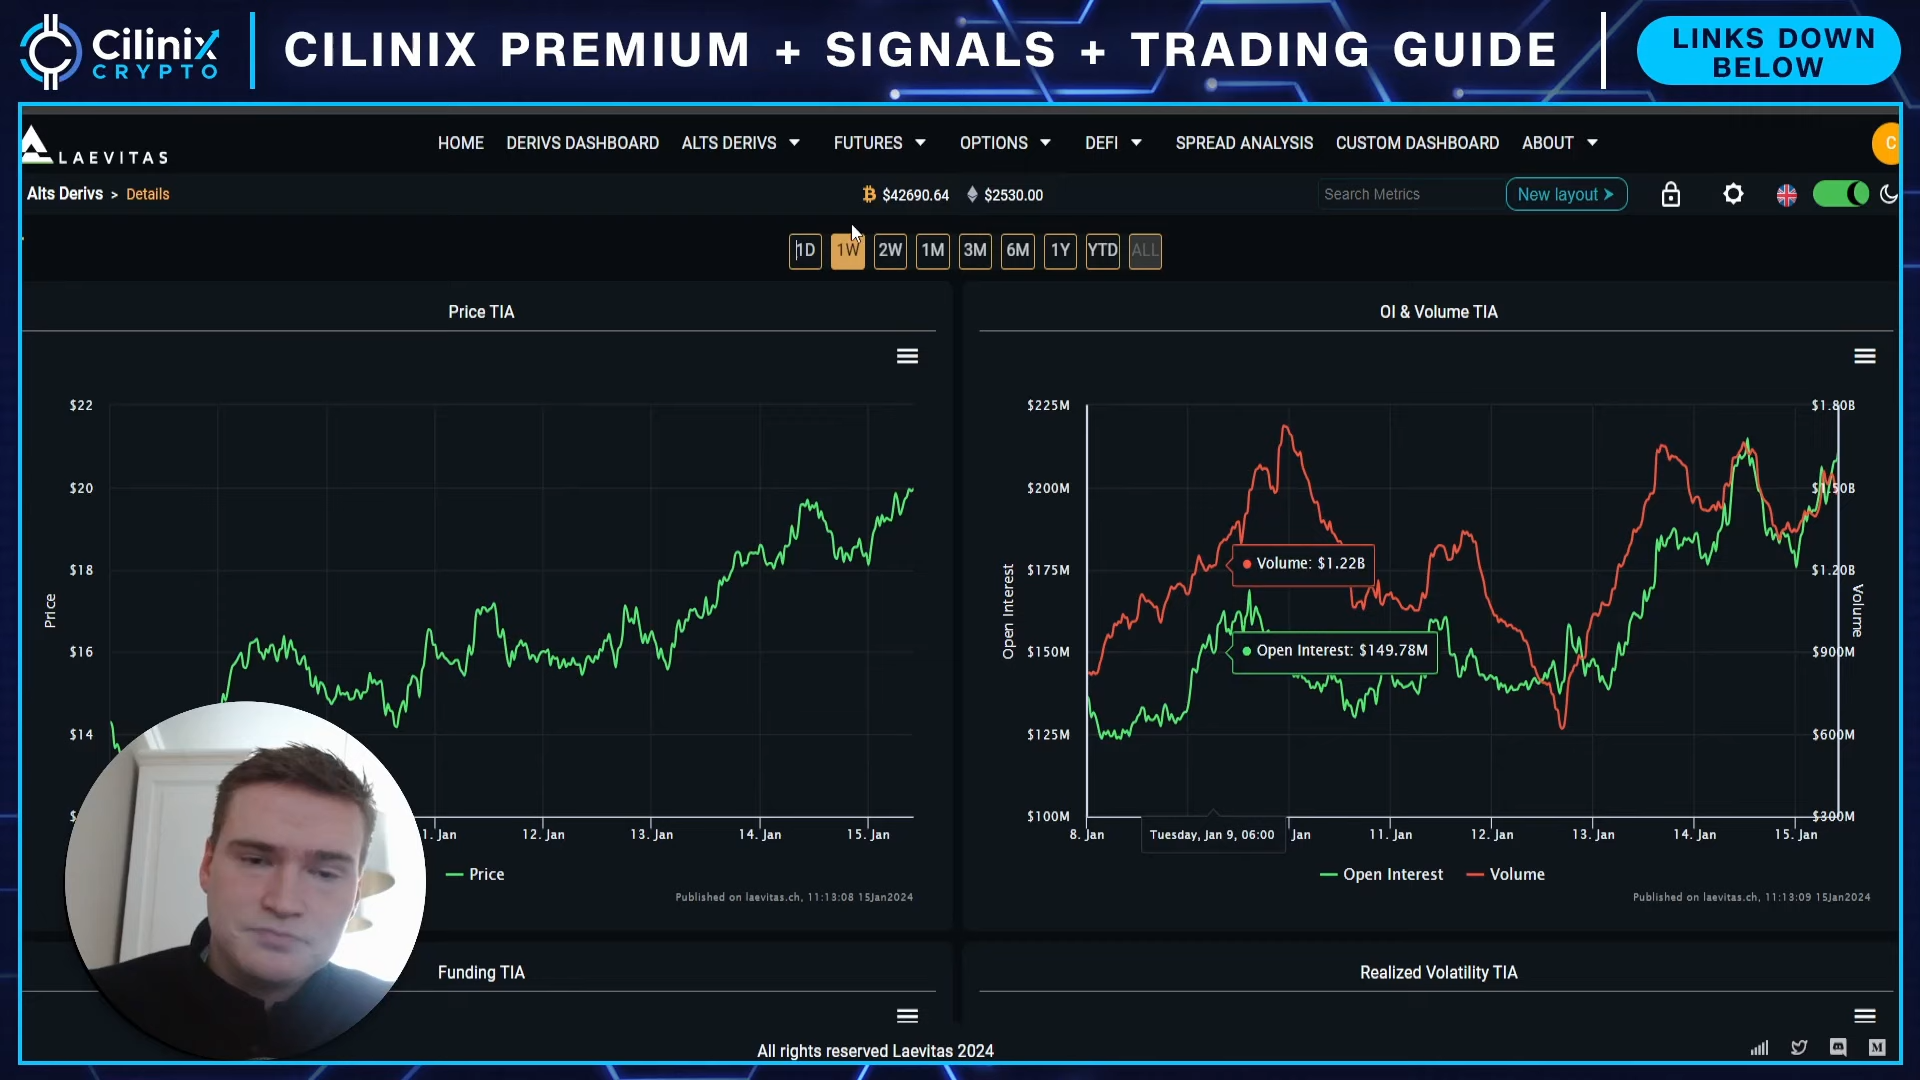 Cilinix
CRYPTO
CILINIX PREMIUM + SIGNALS + TRADING GUIDE
LINKS DOWN
BELOW
LAEVITAS
HOME DERIVS DASHBOARD ALTS DERIVS FUTURES OPTIONS DEFI SPREAD ANALYSIS CUSTOM DASHBOARD ABOUT
C
Alts Derivs > Details
$42690.64 $2530.00
Search Metrics
New layout
1D 1W 2W 1M 3M 6M 1Y YTD ALL
Price TIA
$22
$20
$18
$16
$14
Price
1. Jan 12. Jan 13. Jan 14. Jan 15. Jan
Price
Published on laevitas.ch, 11:13:08 15Jan2024
OI & Volume TIA
$225M
$200M
$175M
$150M
$125M
$100M
Open Interest
$1.80B
$1.50B
$1.20B
$900M
$600M
$300M
Volume
Volume: $1.22B
Open Interest: $149.78M
8. Jan Tuesday, Jan 9, 06:00 Jan 11. Jan 12. Jan 13. Jan 14. Jan 15. Jan
Open Interest Volume
Published on laevitas.ch, 11:13:09 15Jan2024
Funding TIA
Realized Volatility TIA
All rights reserved Laevitas 2024